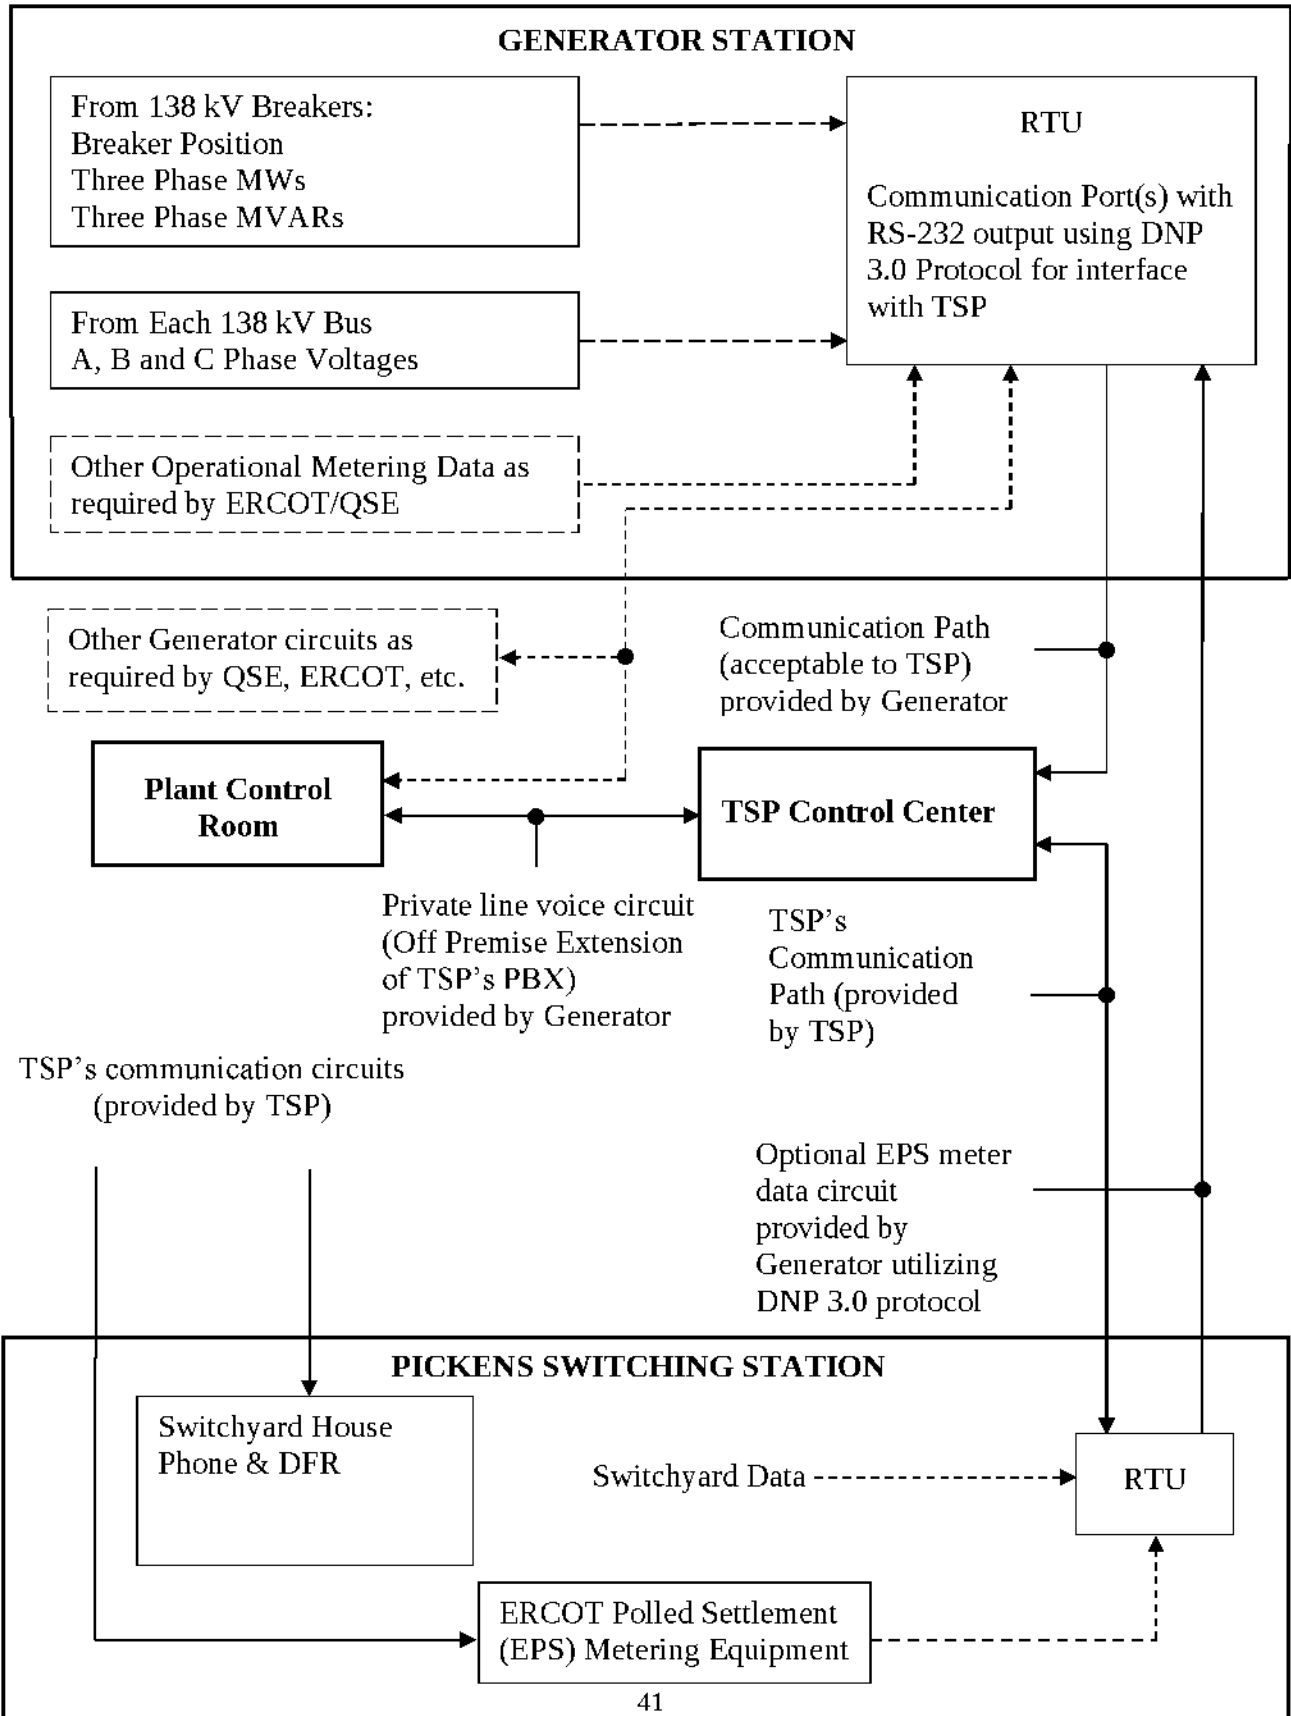 GENERATOR STATION
From 138 kV Breakers:
Breaker Position
Three Phase MWs
Three Phase MVARs
RTU
Communication Port(s) with
RS-232 output using DNP
3.0 Protocol for interface
with TSP
From Each 138 kV Bus
A, B and C Phase Voltages
Other Operational Metering Data as
required by ERCOT/QSE
Other Generator circuits as
required by QSE, ERCOT, etc.
Communication Path
(acceptable to TSP)
provided by Generator
Plant Control
Room
TSP Control Center
Private line voice circuit
(Off Premise Extension
of TSP's PBX)
provided by Generator
TSP's
Communication
Path (provided
by TSP)
TSP's communication circuits
(provided by TSP)
Optional EPS meter
data circuit
provided by
Generator utilizing
DNP 3.0 protocol
PICKENS SWITCHING STATION
Switchyard House
Phone & DFR
Switchyard Data
RTU
ERCOT Polled Settlement
(EPS) Metering Equipment
41